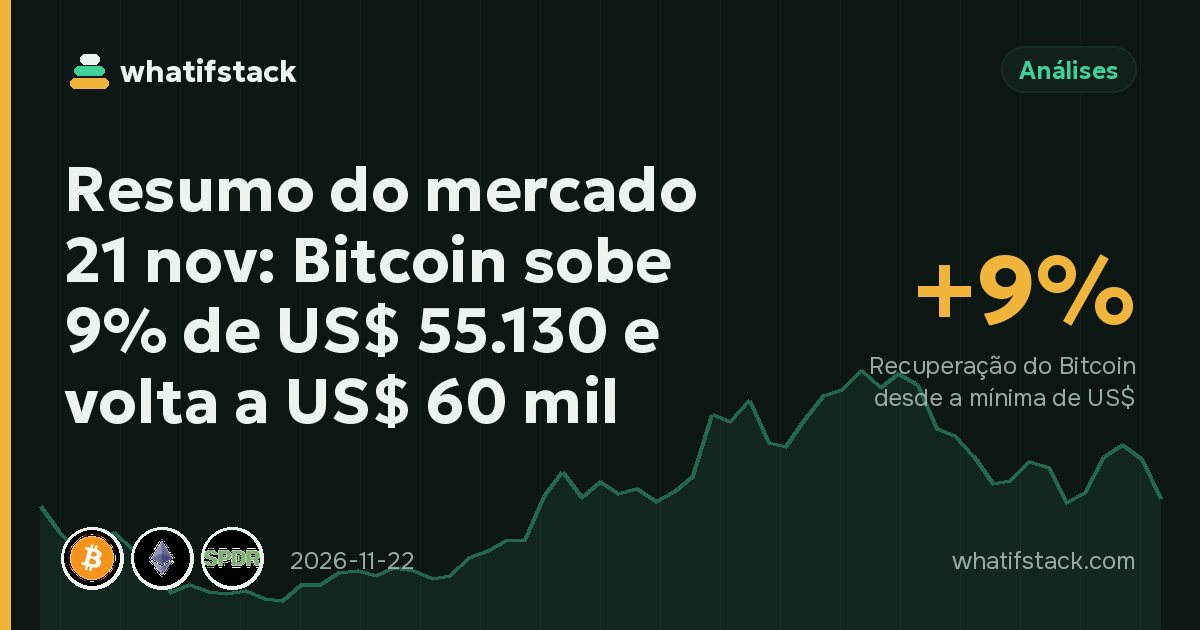 whatifstack
Análises
Resumo do mercado
21 nov: Bitcoin sobe
9% de US$ 55.130 e
volta a US$ 60 mil
+9%
Recuperação do Bitcoin
desde a mínima de US$
SPDR
2026-11-22
whatifstack.com